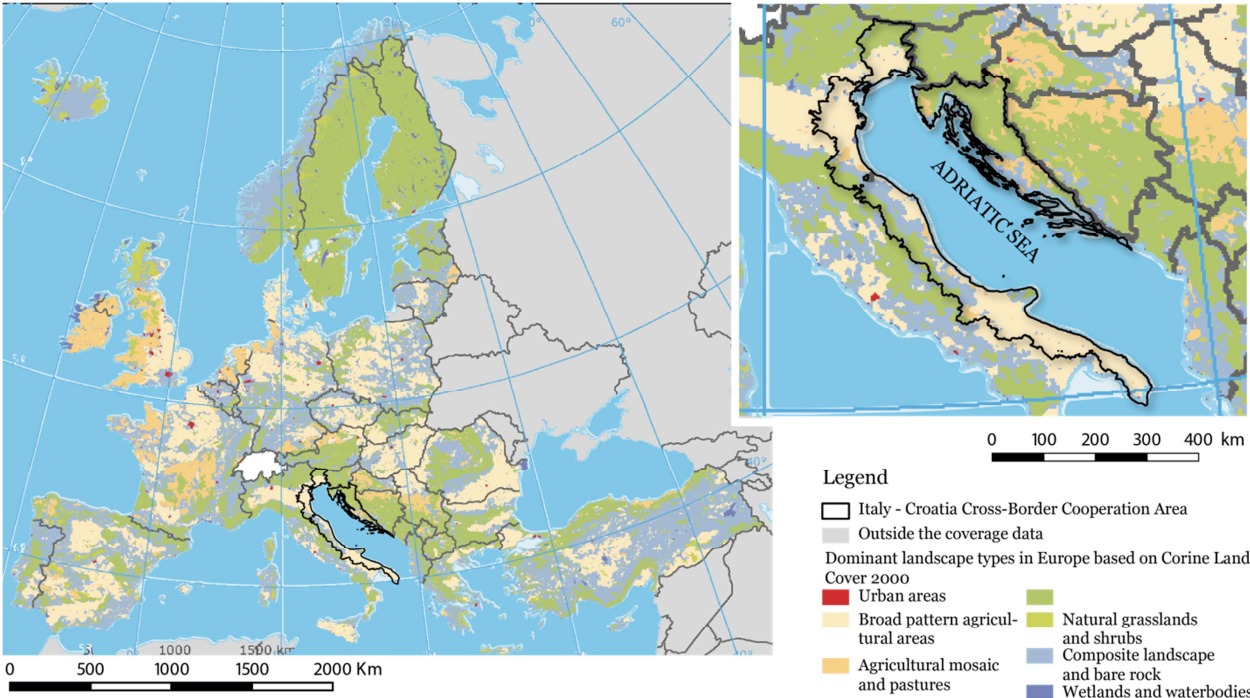 60°
ADRIATIC SEA
40°
1000
1500 km
0 500 1000 1500 2000 Km
0 100 200 300 400 km
Legend
Italy - Croatia Cross-Border Cooperation Area
Outside the coverage data
Dominant landscape types in Europe based on Corine Land
Cover 2000
Urban areas
Broad pattern agricul-
tural areas
Agricultural mosaic
and pastures
Natural grasslands
and shrubs
Composite landscape
and bare rock
Wetlands and waterbodies